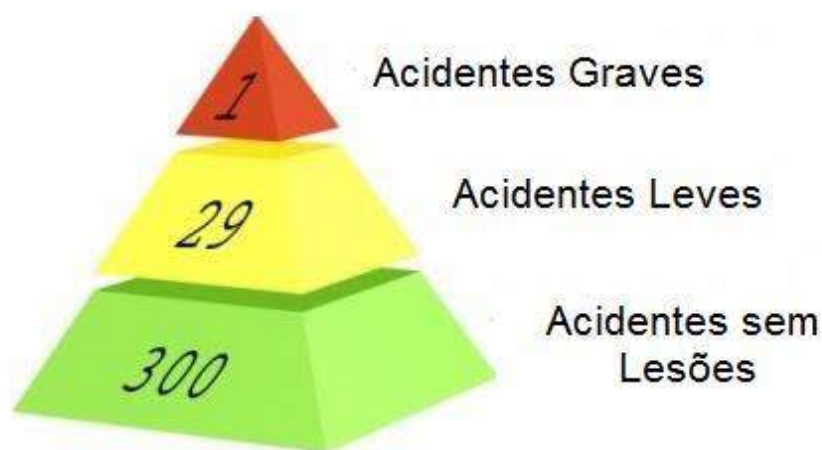 1
Acidentes Graves
29
Acidentes Leves
300
Acidentes sem
Lesões